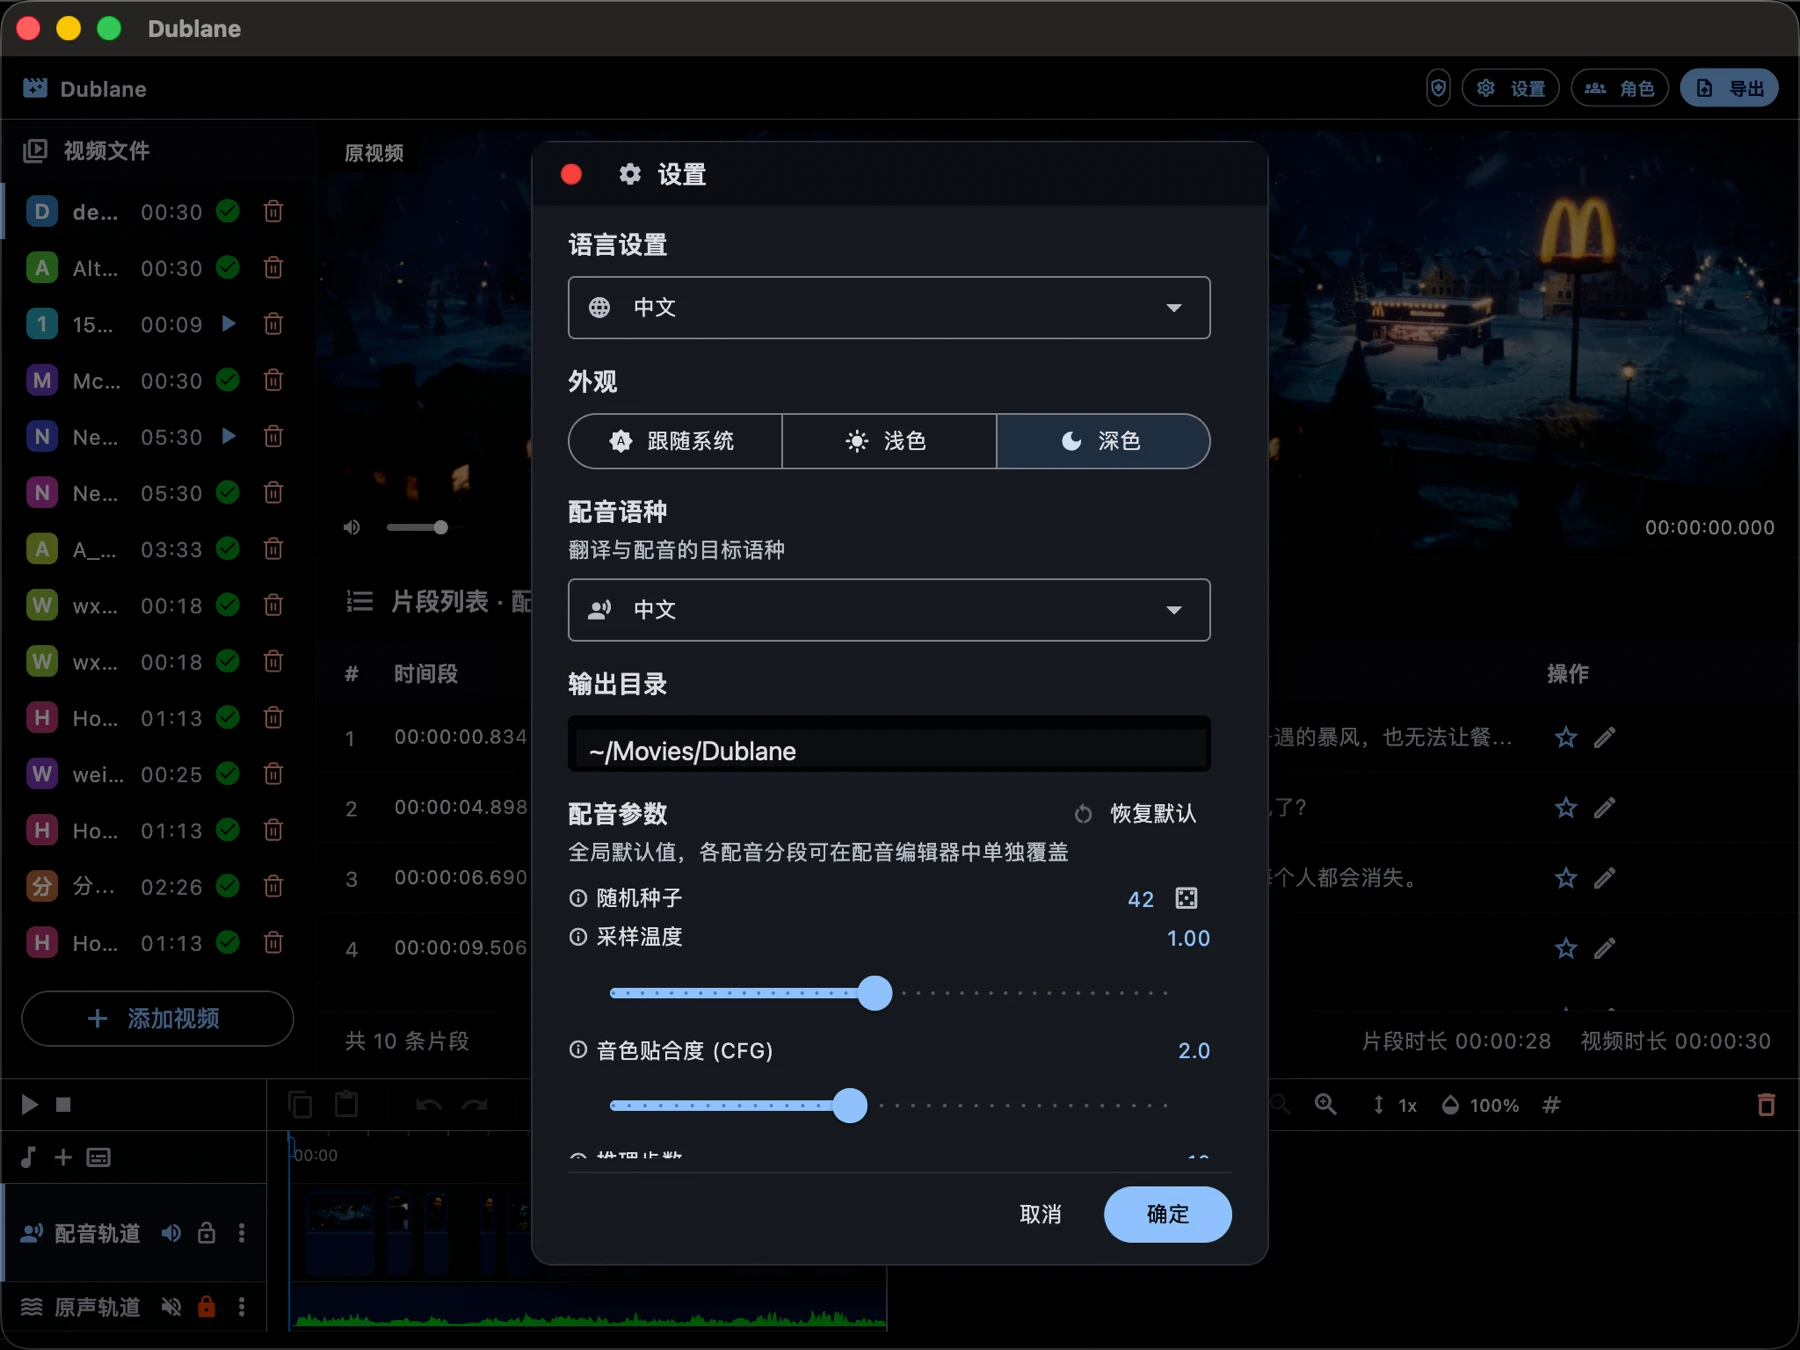 Dublane
Dublane
设置
角色
导出
视频文件
D de... 00:30
A Alt... 00:30
1 15... 00:09
M Mc... 00:30
N Ne... 05:30
N Ne... 05:30
A A_... 03:33
W wx... 00:18
W wx... 00:18
H Ho... 01:13
W wei... 00:25
H Ho... 01:13
分 分... 02:26
H Ho... 01:13
添加视频
原视频
00:00:00.000
片段列表 · 配
# 时间段
操作
1 00:00:00.834
遇的暴风，也无法让餐...
2 00:00:04.898
了？
3 00:00:06.690
个人都会消失。
4 00:00:09.506
共 10 条片段
片段时长 00:00:28
视频时长 00:00:30
设置
语言设置
中文
外观
跟随系统
浅色
深色
配音语种
翻译与配音的目标语种
中文
输出目录
~/Movies/Dublane
配音参数
恢复默认
全局默认值，各配音分段可在配音编辑器中单独覆盖
随机种子
42
采样温度
1.00
音色贴合度 (CFG)
2.0
取消
确定
1x
100%
#
00:00
配音轨道
原声轨道